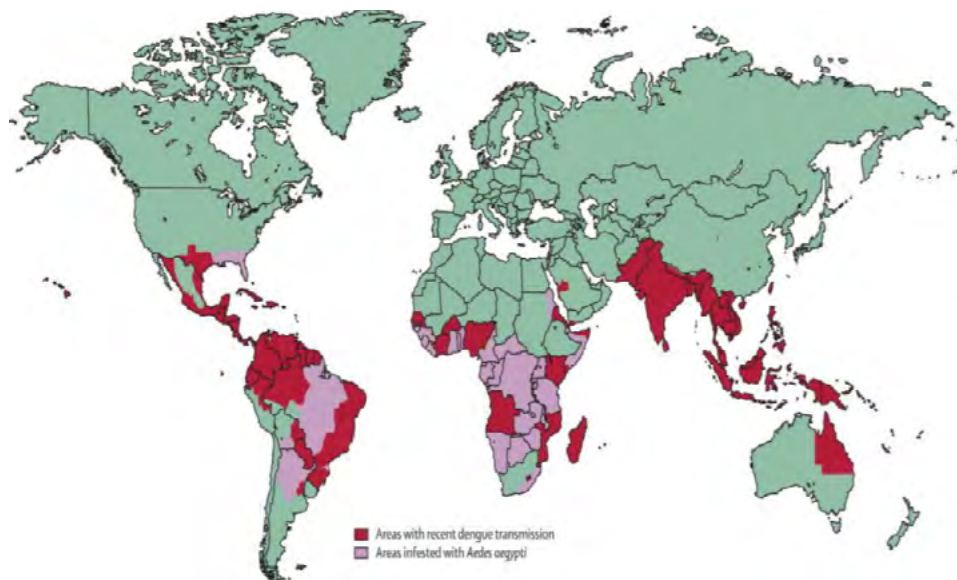 Areas with recent dengue transmission
Areas infested with Aedes aegypti